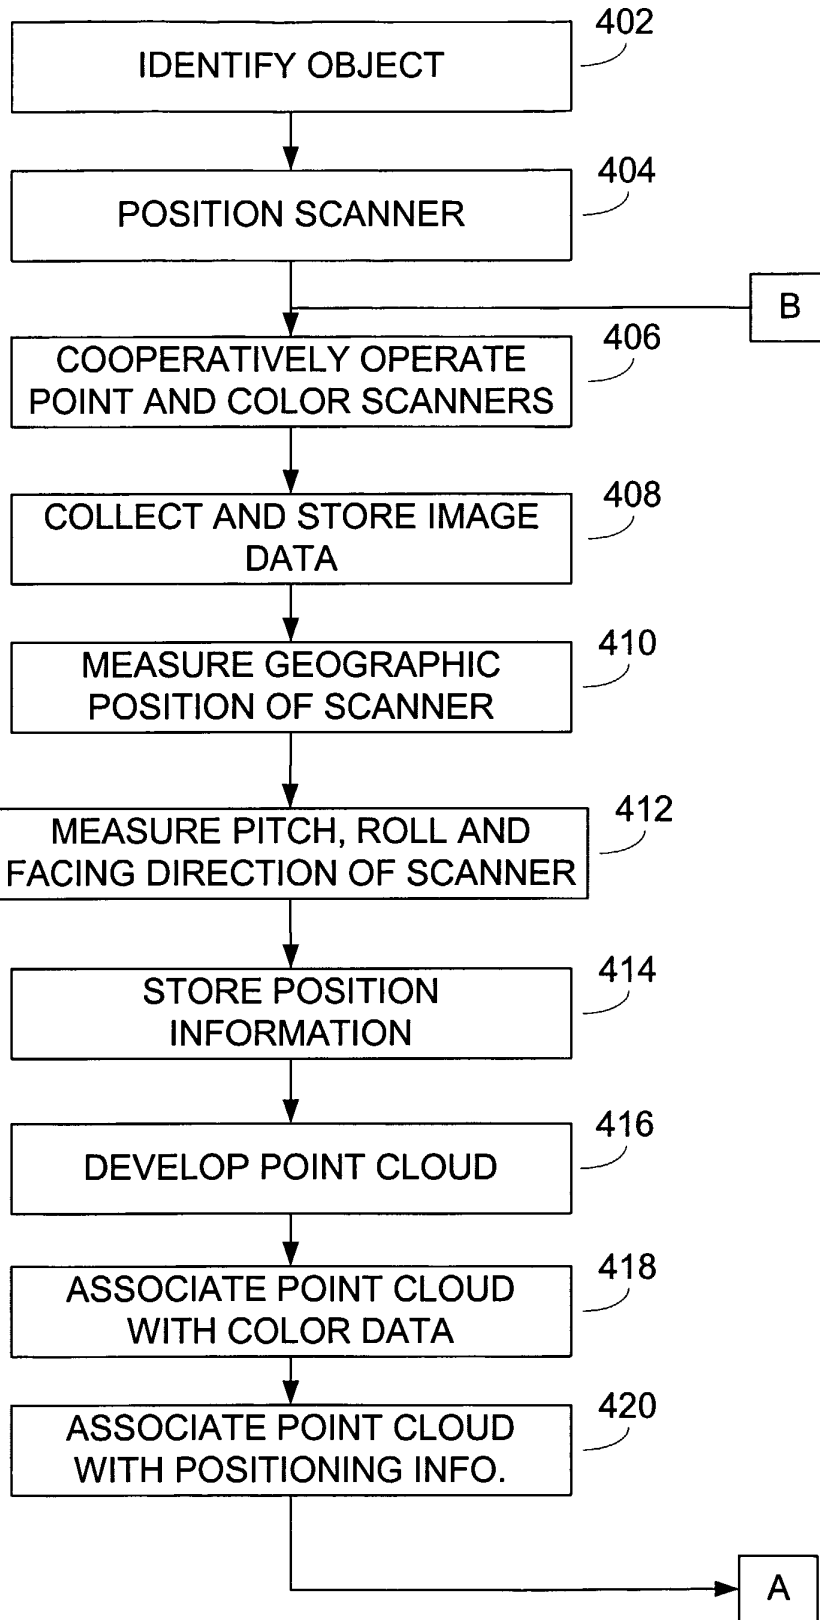 402
IDENTIFY OBJECT
404
POSITION SCANNER
B
406
COOPERATIVELY OPERATE
POINT AND COLOR SCANNERS
408
COLLECT AND STORE IMAGE
DATA
410
MEASURE GEOGRAPHIC
POSITION OF SCANNER
412
MEASURE PITCH, ROLL AND
FACING DIRECTION OF SCANNER
414
STORE POSITION
INFORMATION
416
DEVELOP POINT CLOUD
418
ASSOCIATE POINT CLOUD
WITH COLOR DATA
420
ASSOCIATE POINT CLOUD
WITH POSITIONING INFO.
A